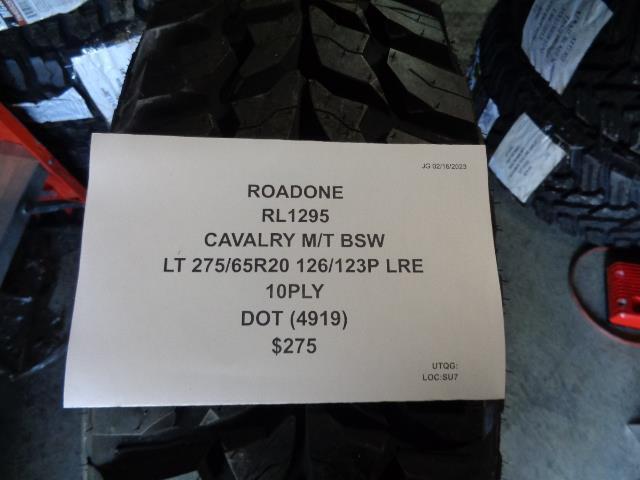 JG 02/16/2023
ROADONE
RL1295
CAVALRY M/T BSW
LT 275/65R20 126/123P LRE
10PLY
DOT (4919)
$275
UTQG:
LOC:SU7